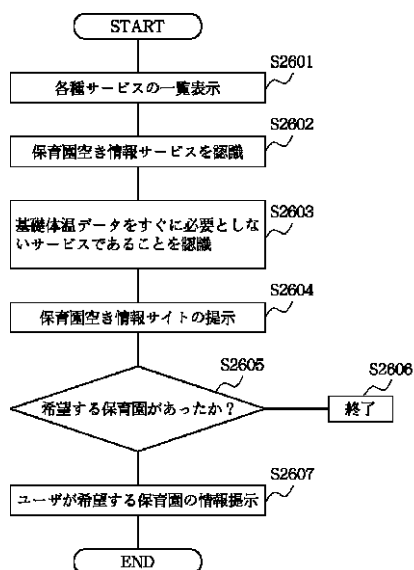 START
S2601
各種サービスの一覧表示
S2602
保育園空き情報サービスを認識
S2603
基礎体温データをすぐに必要としな
いサービスであることを認識
S2604
保育園空き情報サイトの提示
S2605
希望する保育園があったか？
S2606
終了
S2607
ユーザが希望する保育園の情報提示
END